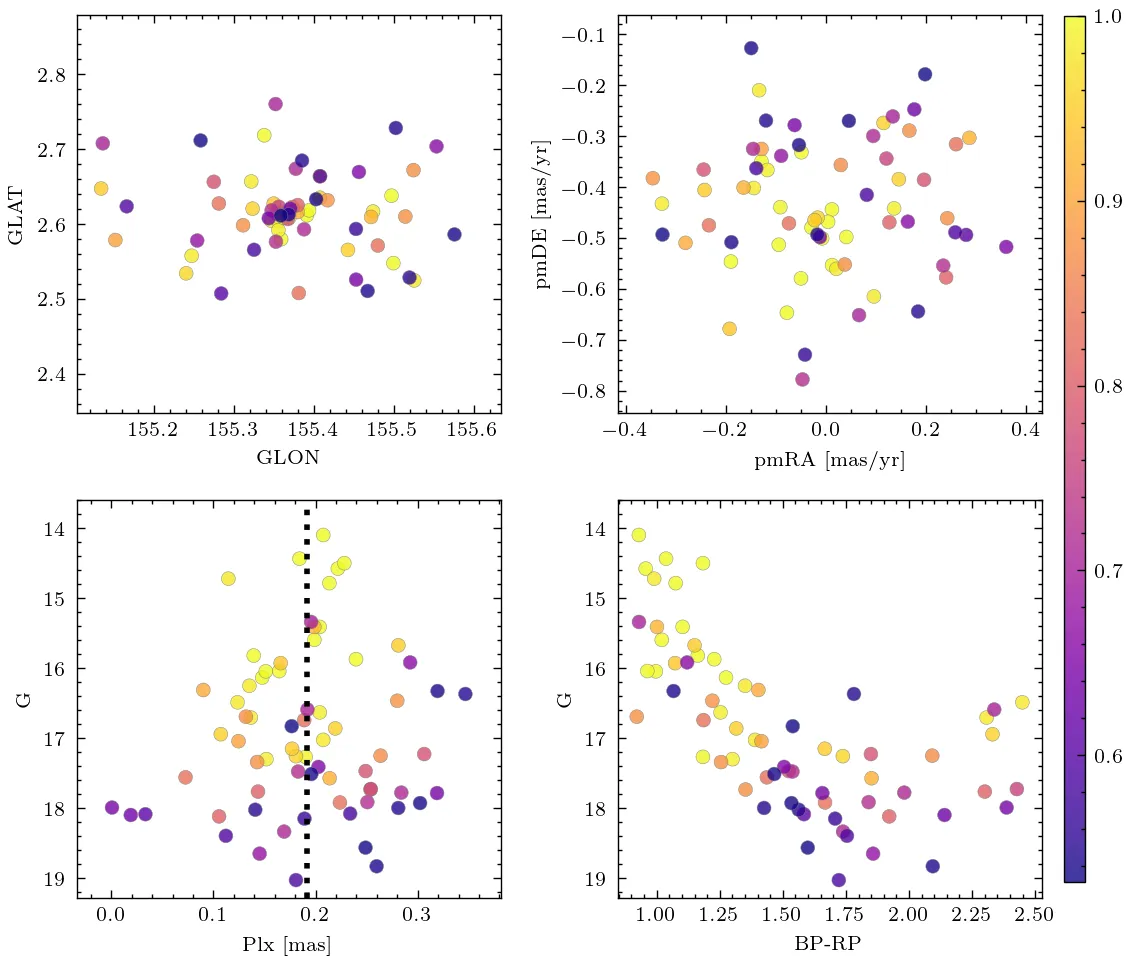 2.8
2.7
2.6
2.5
2.4
GLAT
155.2 155.3 155.4 155.5 155.6
GLON
−0.1
−0.2
−0.3
−0.4
−0.5
−0.6
−0.7
−0.8
pmDE [mas/yr]
−0.4 −0.2 0.0 0.2 0.4
pmRA [mas/yr]
1.0
0.9
0.8
0.7
0.6
14
15
16
17
18
19
G
0.0 0.1 0.2 0.3
Plx [mas]
14
15
16
17
18
19
G
1.00 1.25 1.50 1.75 2.00 2.25 2.50
BP-RP